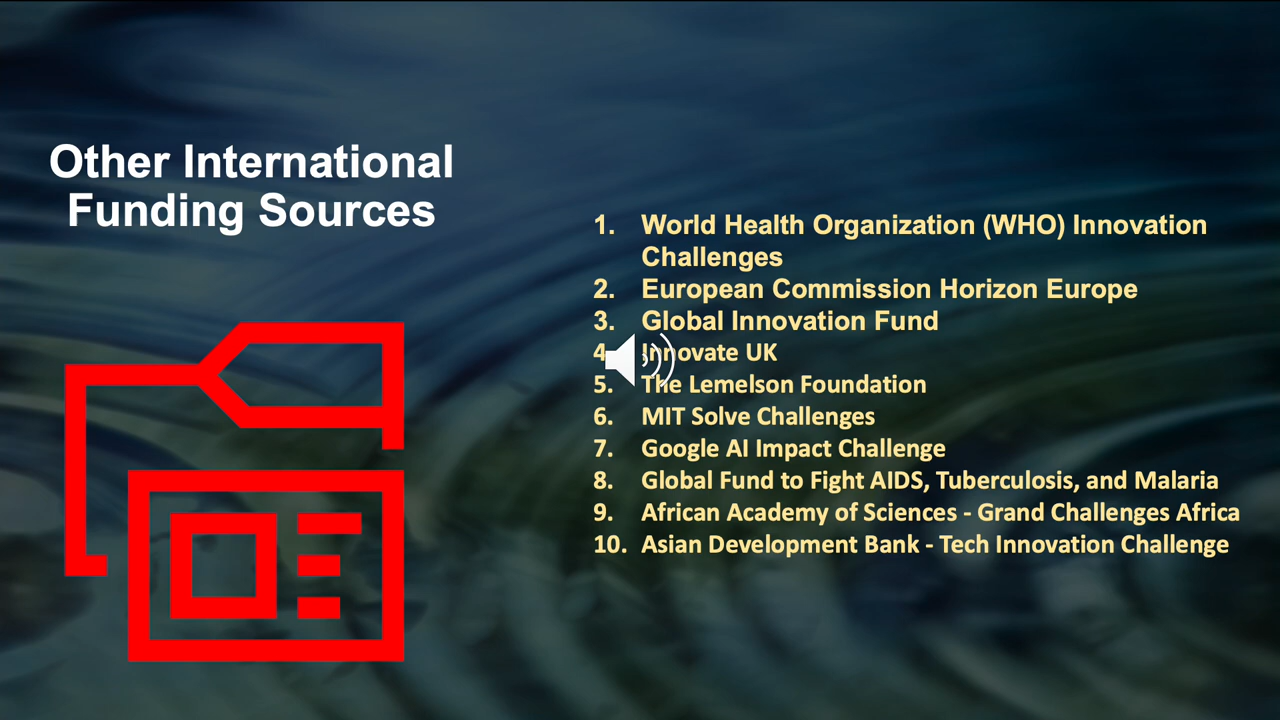 Other International
Funding Sources
1. World Health Organization (WHO) Innovation
Challenges
2. European Commission Horizon Europe
3. Global Innovation Fund
4. Innovate UK
5. The Lemelson Foundation
6. MIT Solve Challenges
7. Google AI Impact Challenge
8. Global Fund to Fight AIDS, Tuberculosis, and Malaria
9. African Academy of Sciences - Grand Challenges Africa
10. Asian Development Bank - Tech Innovation Challenge